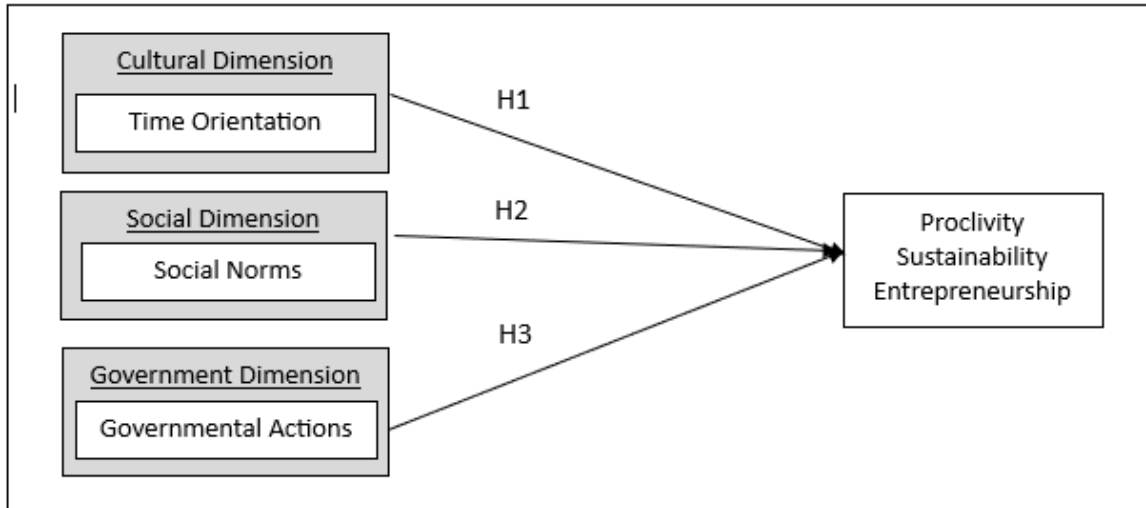 Cultural Dimension
Time Orientation
H1
Social Dimension
Social Norms
H2
Government Dimension
Governmental Actions
H3
Proclivity
Sustainability
Entrepreneurship